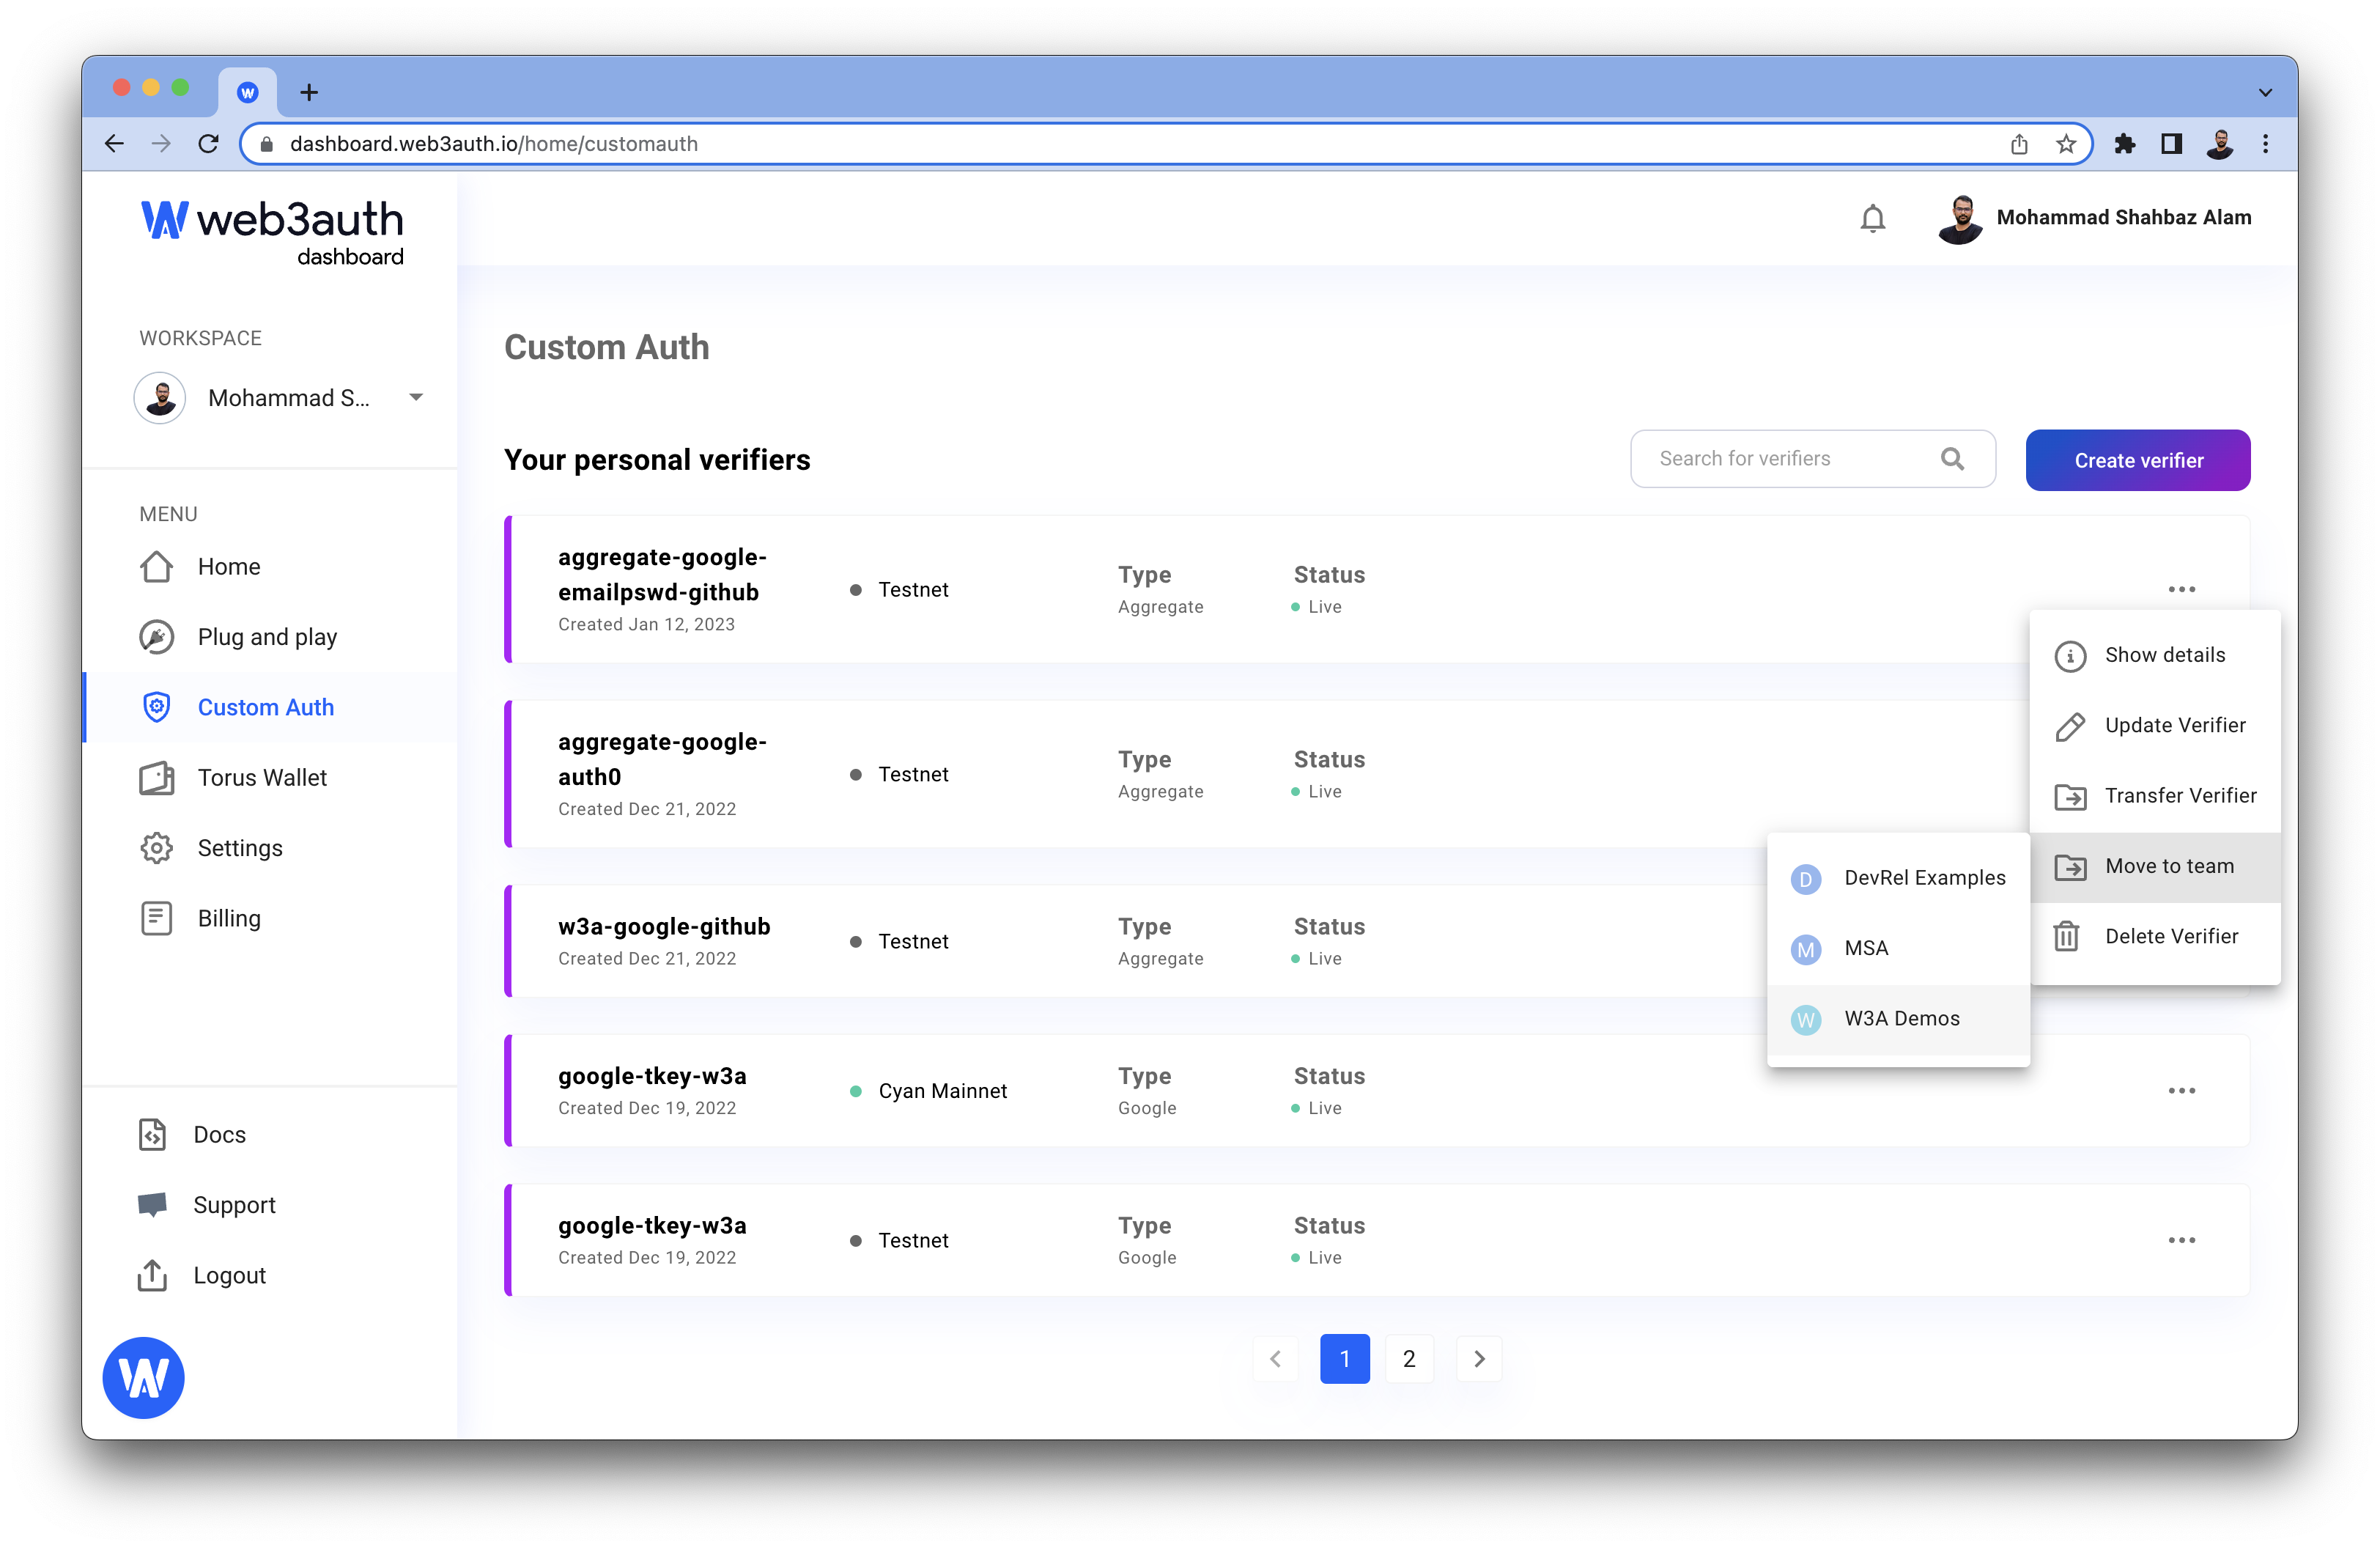 dashboard.web3auth.io/home/customauth
web3auth
dashboard
Mohammad Shahbaz Alam
WORKSPACE
Mohammad S...
MENU
Home
Plug and play
Custom Auth
Torus Wallet
Settings
Billing
Docs
Support
Logout
Custom Auth
Your personal verifiers
Search for verifiers
Create verifier
aggregate-google-
emailpswd-github
Created Jan 12, 2023
Testnet
Type
Aggregate
Status
Live
aggregate-google-
auth0
Created Dec 21, 2022
Testnet
Type
Aggregate
Status
Live
w3a-google-github
Created Dec 21, 2022
Testnet
Type
Aggregate
Status
Live
google-tkey-w3a
Created Dec 19, 2022
Cyan Mainnet
Type
Google
Status
Live
google-tkey-w3a
Created Dec 19, 2022
Testnet
Type
Google
Status
Live
Show details
Update Verifier
Transfer Verifier
Move to team
Delete Verifier
D DevRel Examples
M MSA
W W3A Demos
1 2